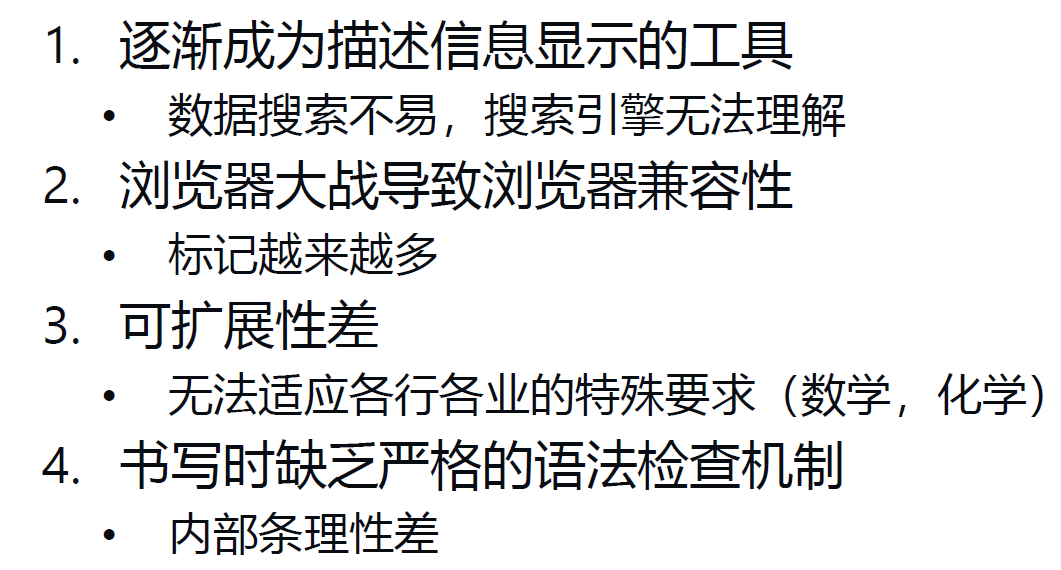 1. 逐渐成为描述信息显示的工具
• 数据搜索不易，搜索引擎无法理解
2. 浏览器大战导致浏览器兼容性
• 标记越来越多
3. 可扩展性差
• 无法适应各行各业的特殊要求（数学，化学）
4. 书写时缺乏严格的语法检查机制
• 内部条理性差